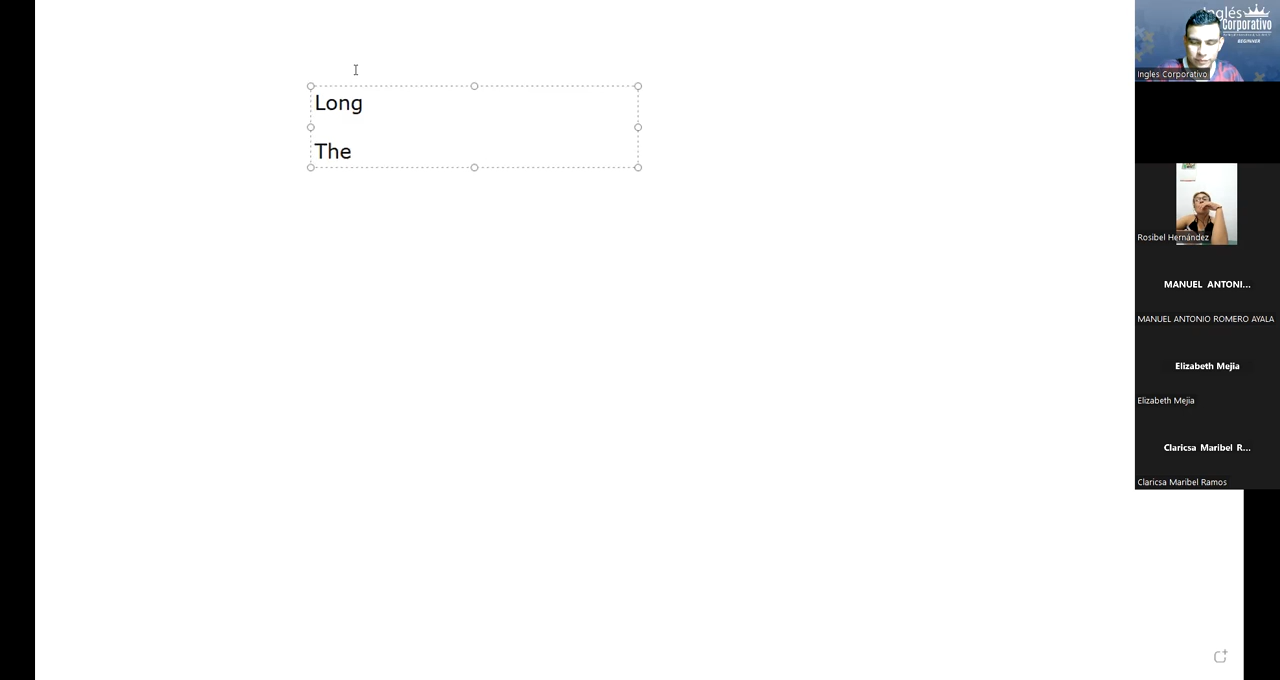 Long
The
Inglés
Corporativo
BEGINNER
Ingles Corporativo
Rosibel Hernández
MANUEL ANTONI...
MANUEL ANTONIO ROMERO AYALA
Elizabeth Mejia
Elizabeth Mejia
Claricsa Maribel R...
Claricsa Maribel Ramos